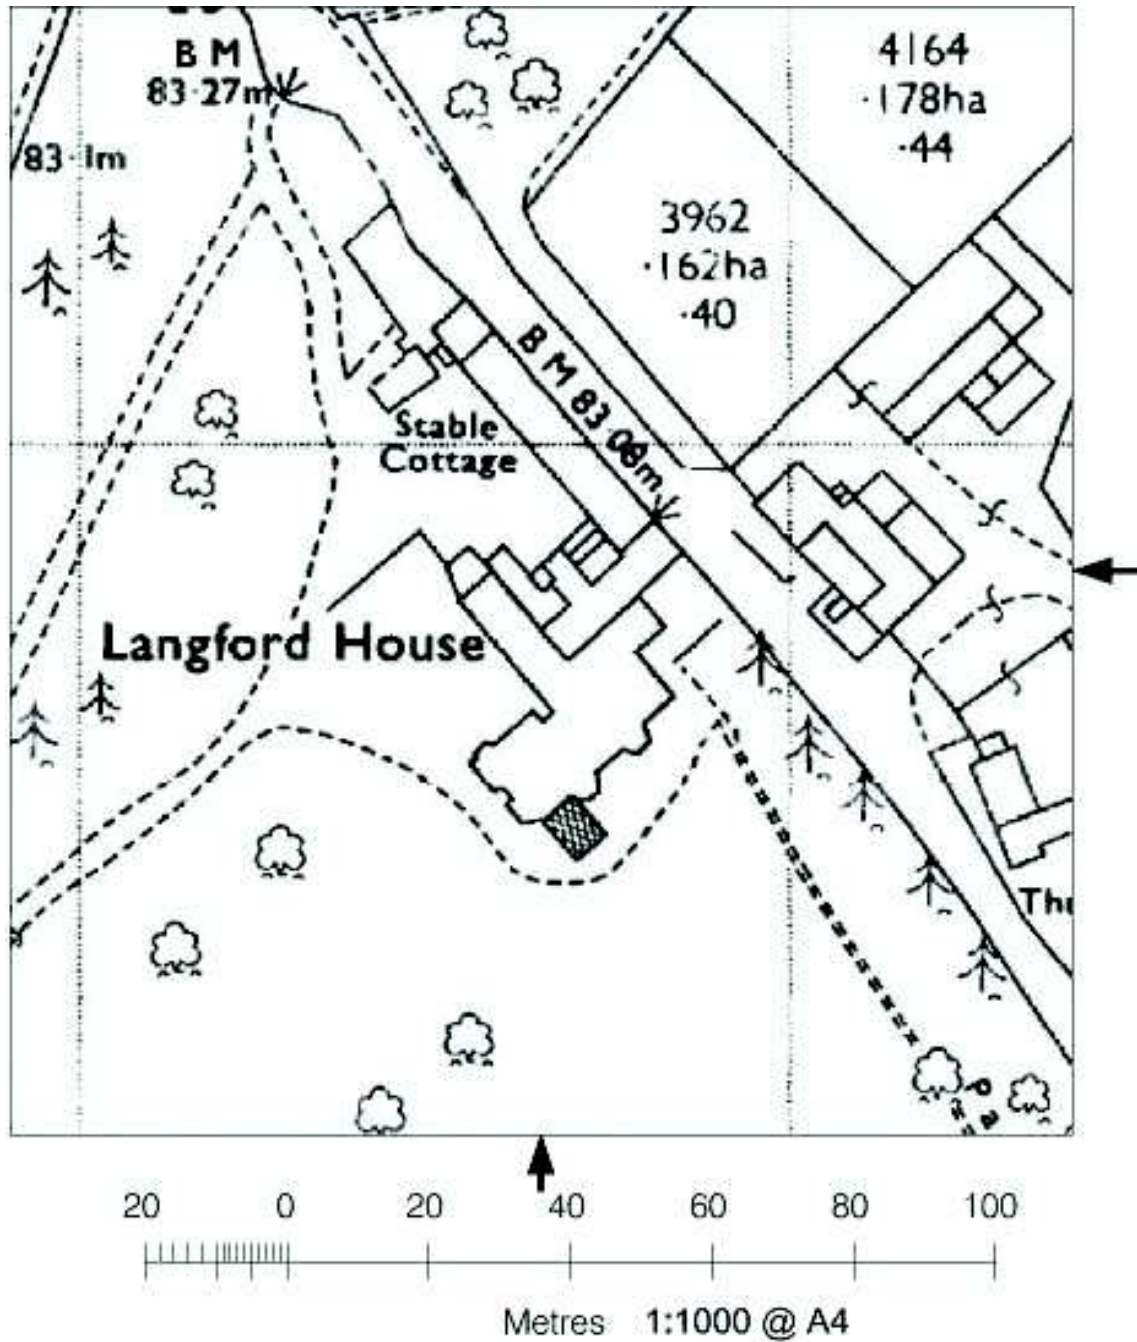 B M
83·27m
83·1m
4164
·178ha
·44
3962
·162ha
·40
B M 83·08m
Stable
Cottage
Langford House
20 0 20 40 60 80 100
Metres 1:1000 @ A4